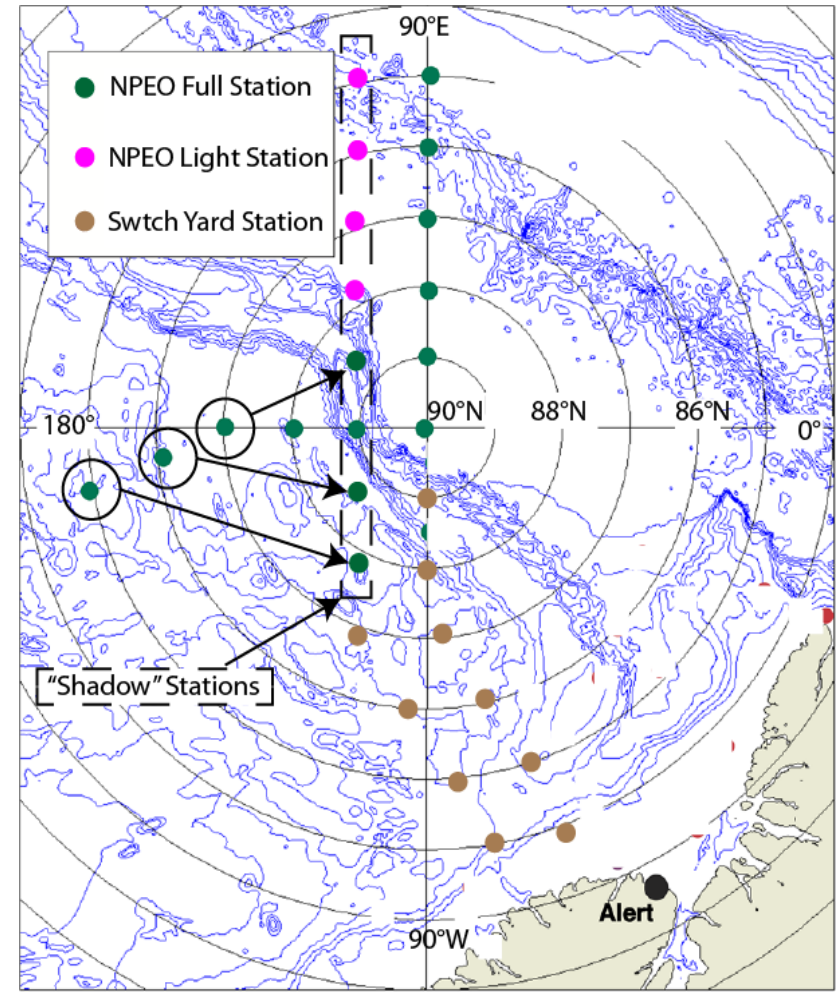 90°E
NPEO Full Station
NPEO Light Station
Swtch Yard Station
180°
90°N
88°N
86°N
0°
“Shadow” Stations
Alert
90°W